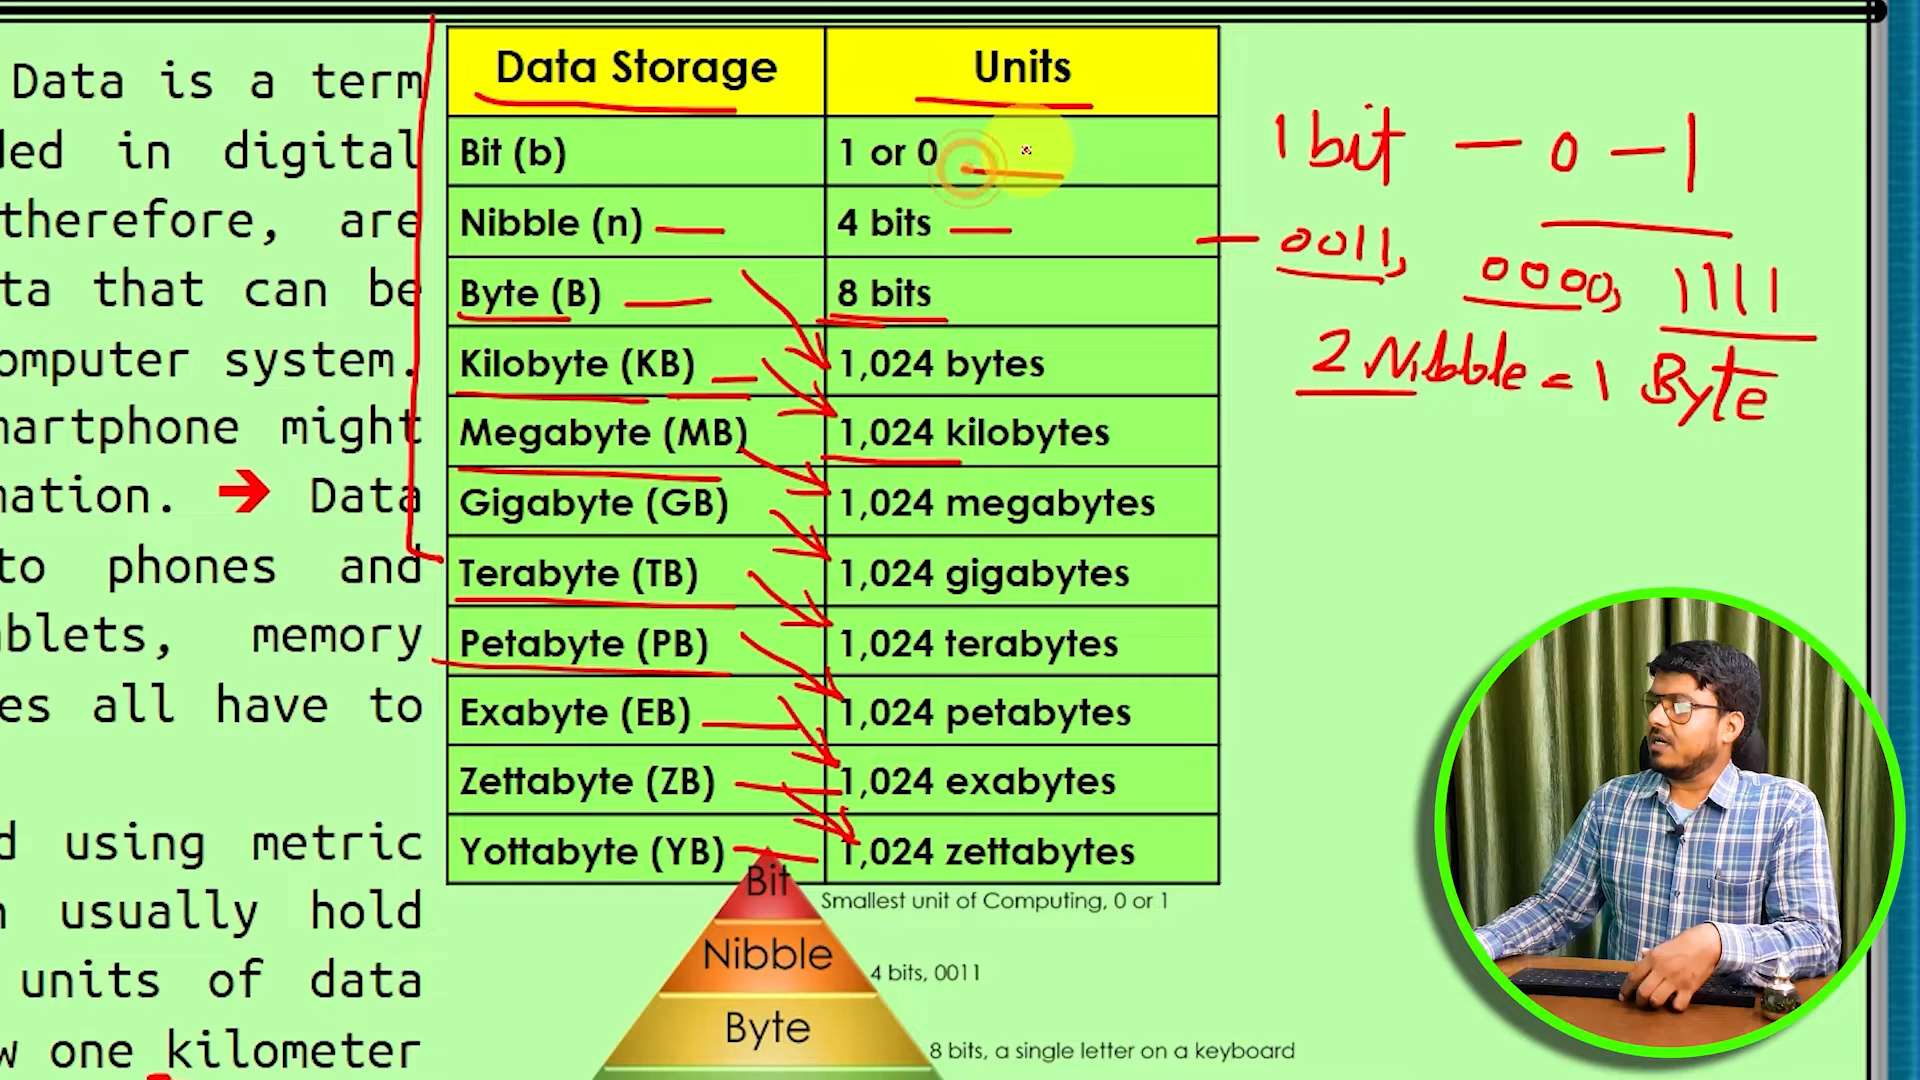 Data is a term
ded in digital
therefore, are
ta that can be
omputer system.
martphone might
mation. ➔ Data
to phones and
ablets, memory
es all have to
d using metric
n usually hold
units of data
w one kilometer
Data Storage Units
Bit (b) 1 or 0
Nibble (n) 4 bits
Byte (B) 8 bits
Kilobyte (KB) 1,024 bytes
Megabyte (MB) 1,024 kilobytes
Gigabyte (GB) 1,024 megabytes
Terabyte (TB) 1,024 gigabytes
Petabyte (PB) 1,024 terabytes
Exabyte (EB) 1,024 petabytes
Zettabyte (ZB) 1,024 exabytes
Yottabyte (YB) 1,024 zettabytes
Bit
Smallest unit of Computing, 0 or 1
Nibble
4 bits, 0011
Byte
8 bits, a single letter on a keyboard
1 bit — 0 — 1
— 0011, 0000, 1111
2 Nibble = 1 Byte